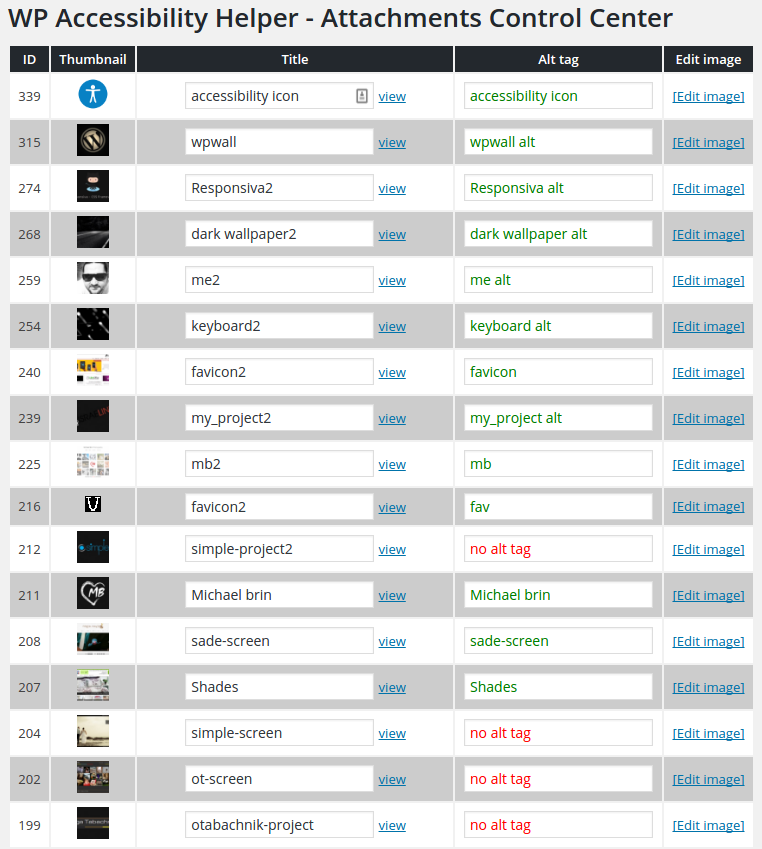 WP Accessibility Helper - Attachments Control Center
ID Thumbnail Title Alt tag Edit image
339 accessibility icon view accessibility icon [Edit image]
315 wpwall view wpwall alt [Edit image]
274 Responsiva2 view Responsiva alt [Edit image]
268 dark wallpaper2 view dark wallpaper alt [Edit image]
259 me2 view me alt [Edit image]
254 keyboard2 view keyboard alt [Edit image]
240 favicon2 view favicon [Edit image]
239 my_project2 view my_project alt [Edit image]
225 mb2 view mb [Edit image]
216 favicon2 view fav [Edit image]
212 simple-project2 view no alt tag [Edit image]
211 MB Michael brin view Michael brin [Edit image]
208 sade-screen view sade-screen [Edit image]
207 Shades view Shades [Edit image]
204 simple-screen view no alt tag [Edit image]
202 ot-screen view no alt tag [Edit image]
199 otabachnik-project view no alt tag [Edit image]